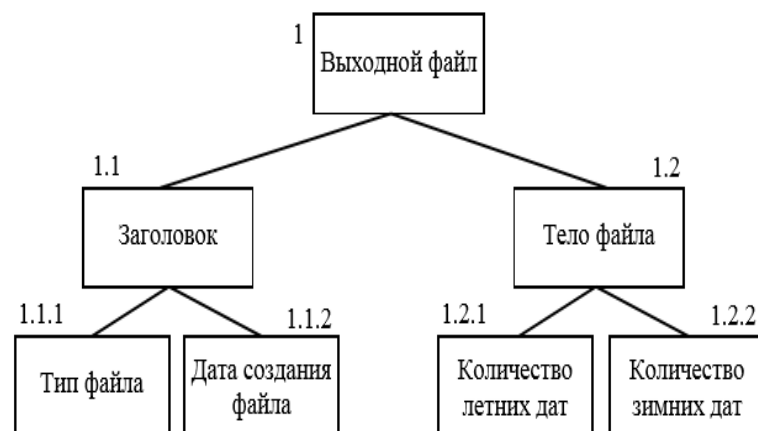 1
Выходной файл
1.1
1.2
Заголовок
Тело файла
1.1.1
1.1.2
1.2.1
1.2.2
Тип файла
Дата создания
файла
Количество
летних дат
Количество
зимних дат